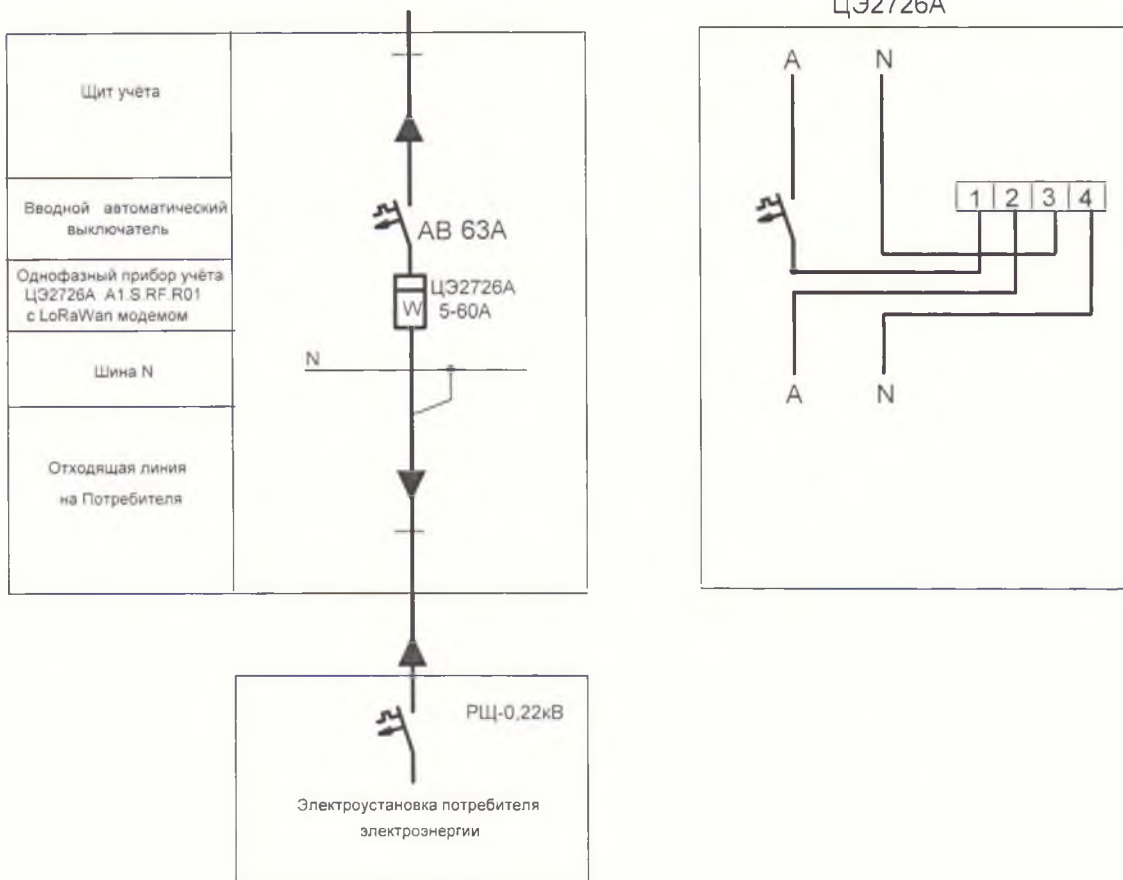 ЦЭ2726А
Щит учёта
Вводной автоматический
выключатель
Однофазный прибор учёта
ЦЭ2726А А1.S.RF.R01
с LoRaWan модемом
Шина N
Отходящая линия
на Потребителя
АВ 63А
ЦЭ2726А
W 5-60А
N
РЩ-0,22кВ
Электроустановка потребителя
электроэнергии
A N
1 2 3 4
A N